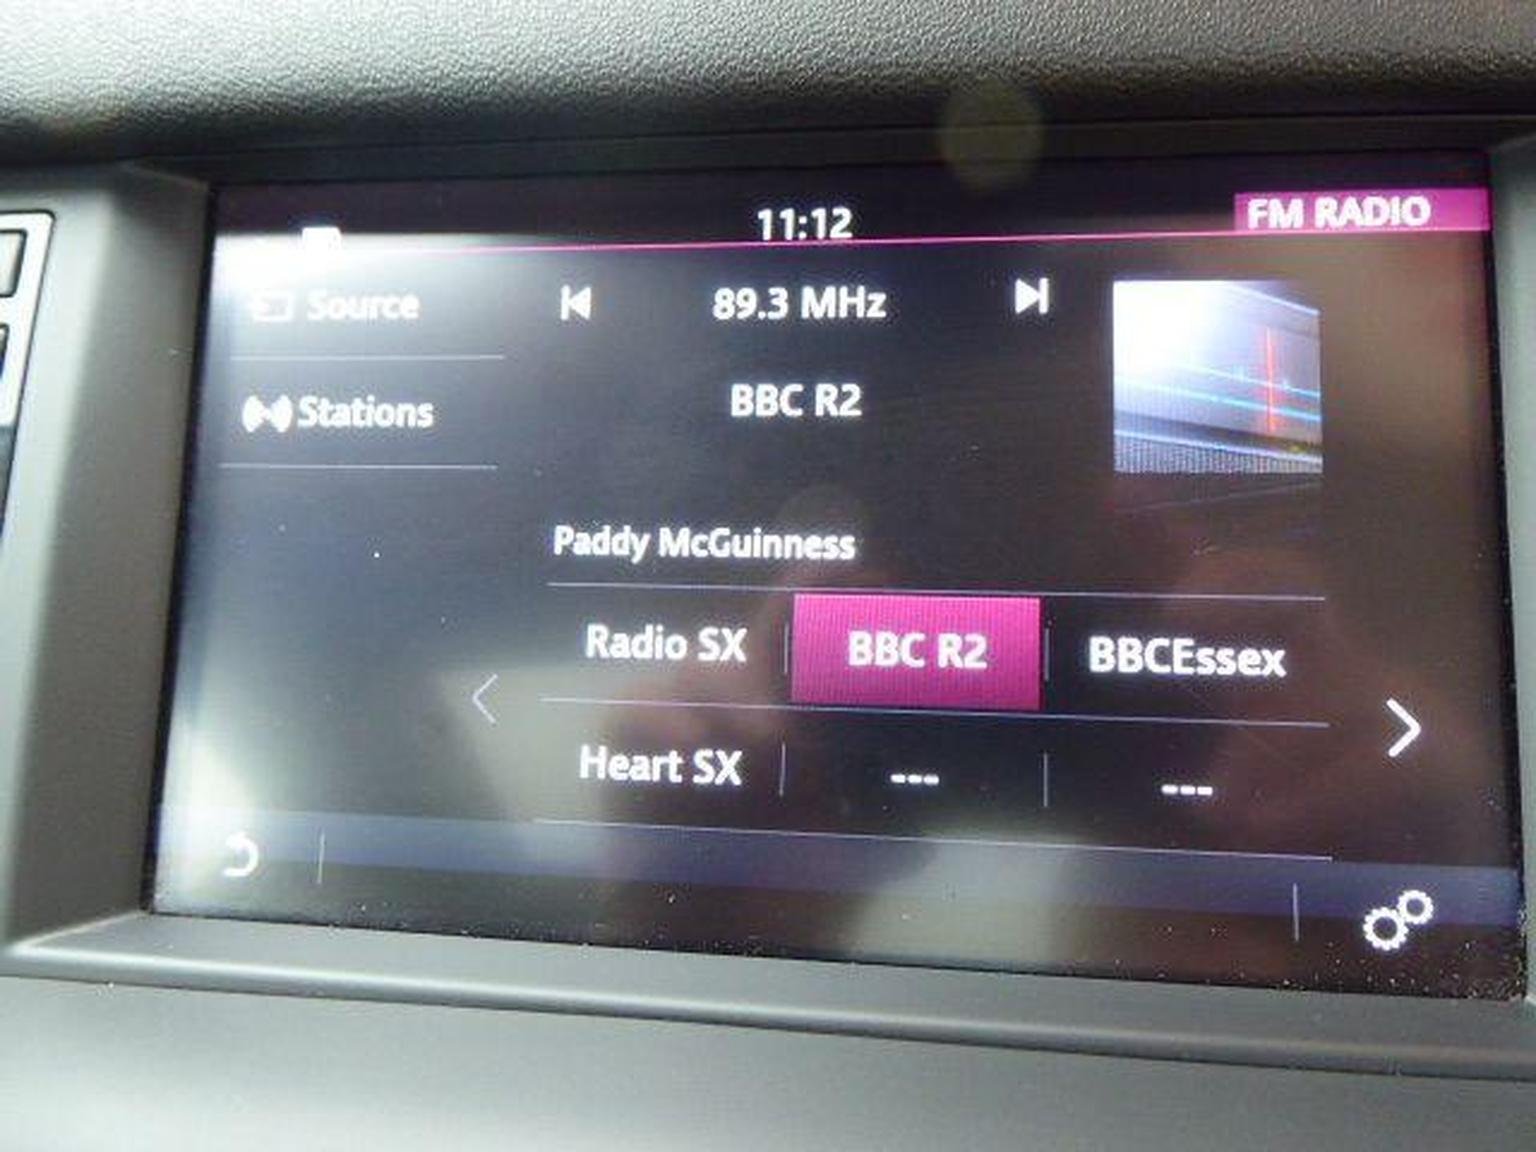 11:12
FM RADIO
Source
89.3 MHz
Stations
BBC R2
Paddy McGuinness
Radio SX
BBC R2
BBCEssex
Heart SX
---
---